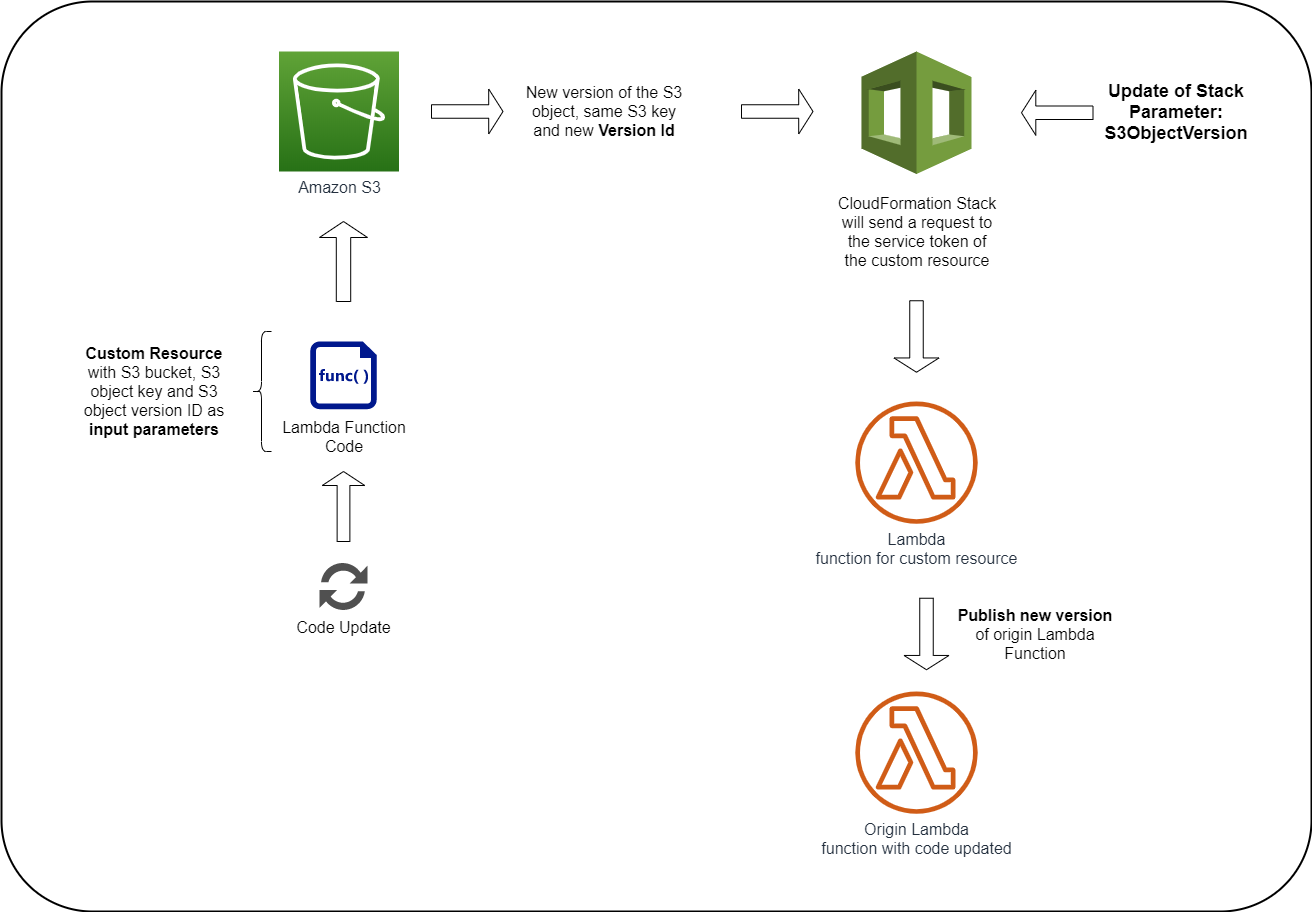 New version of the S3
object, same S3 key
and new Version Id
Update of Stack
Parameter:
S3ObjectVersion
Amazon S3
CloudFormation Stack
will send a request to
the service token of
the custom resource
Custom Resource
with S3 bucket, S3
object key and S3
object version ID as
input parameters
func( )
Lambda Function
Code
Lambda
function for custom resource
Code Update
Publish new version
of origin Lambda
Function
Origin Lambda
function with code updated